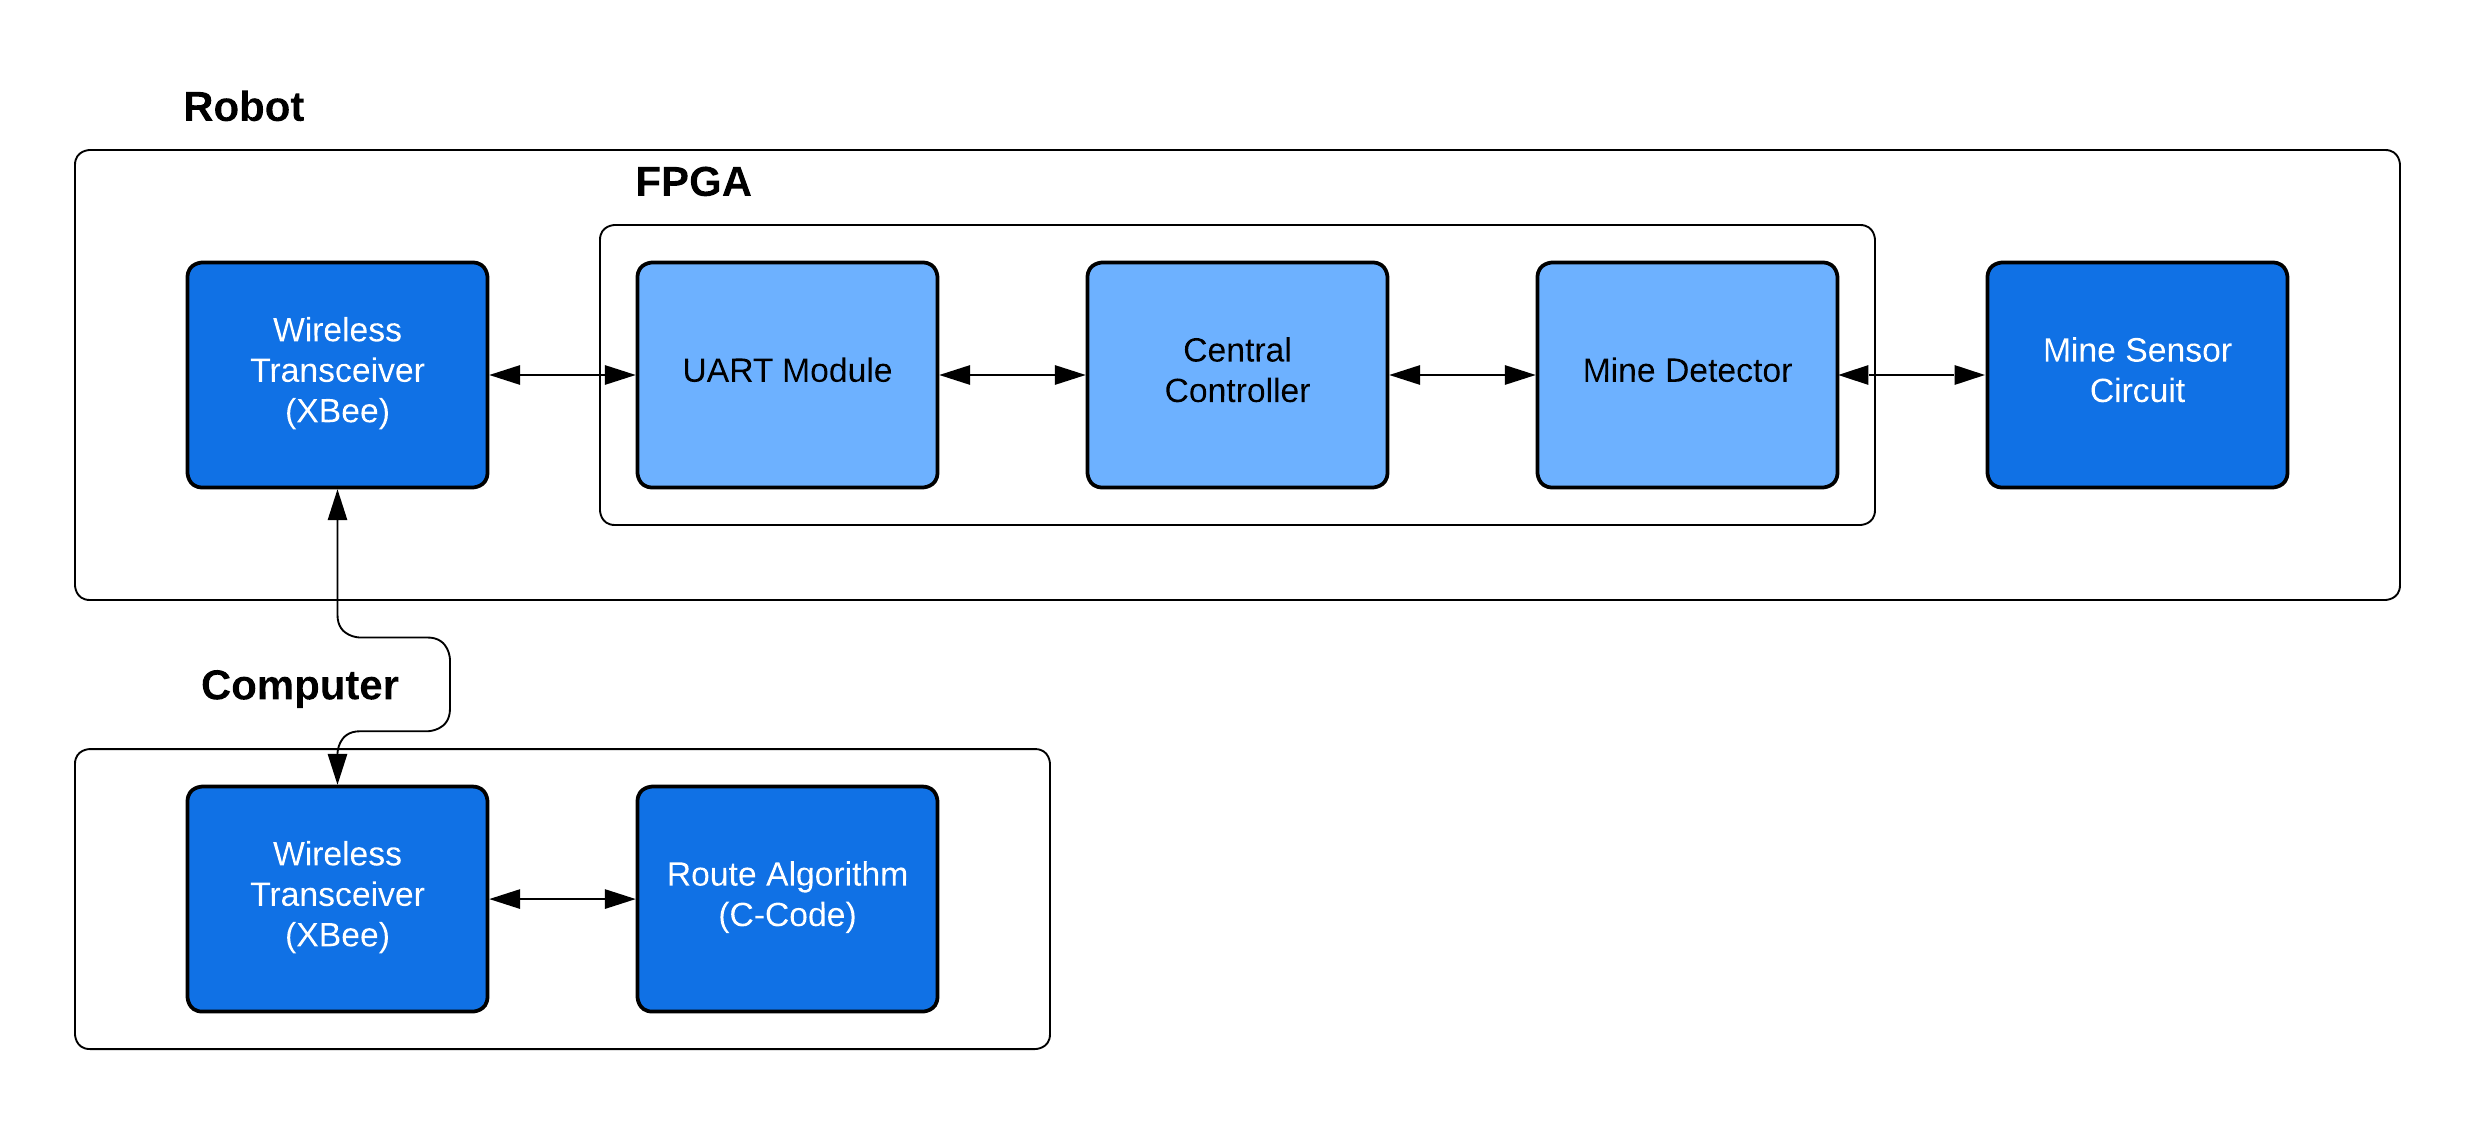 Robot
FPGA
Wireless
Transceiver
(XBee)
UART Module
Central
Controller
Mine Detector
Mine Sensor
Circuit
Computer
Wireless
Transceiver
(XBee)
Route Algorithm
(C-Code)